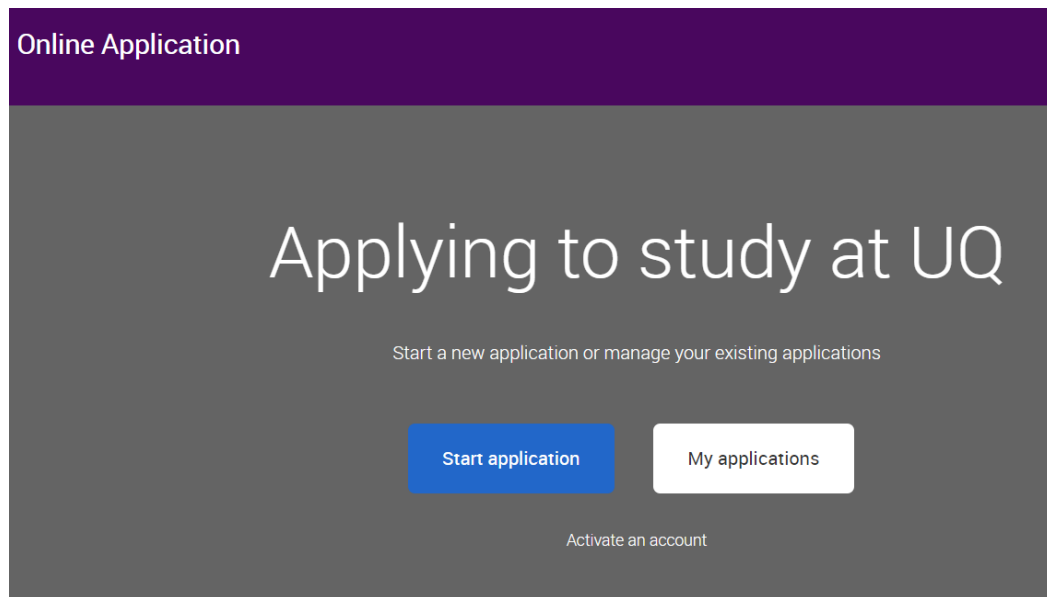 Online Application
Applying to study at UQ
Start a new application or manage your existing applications
Start application
My applications
Activate an account